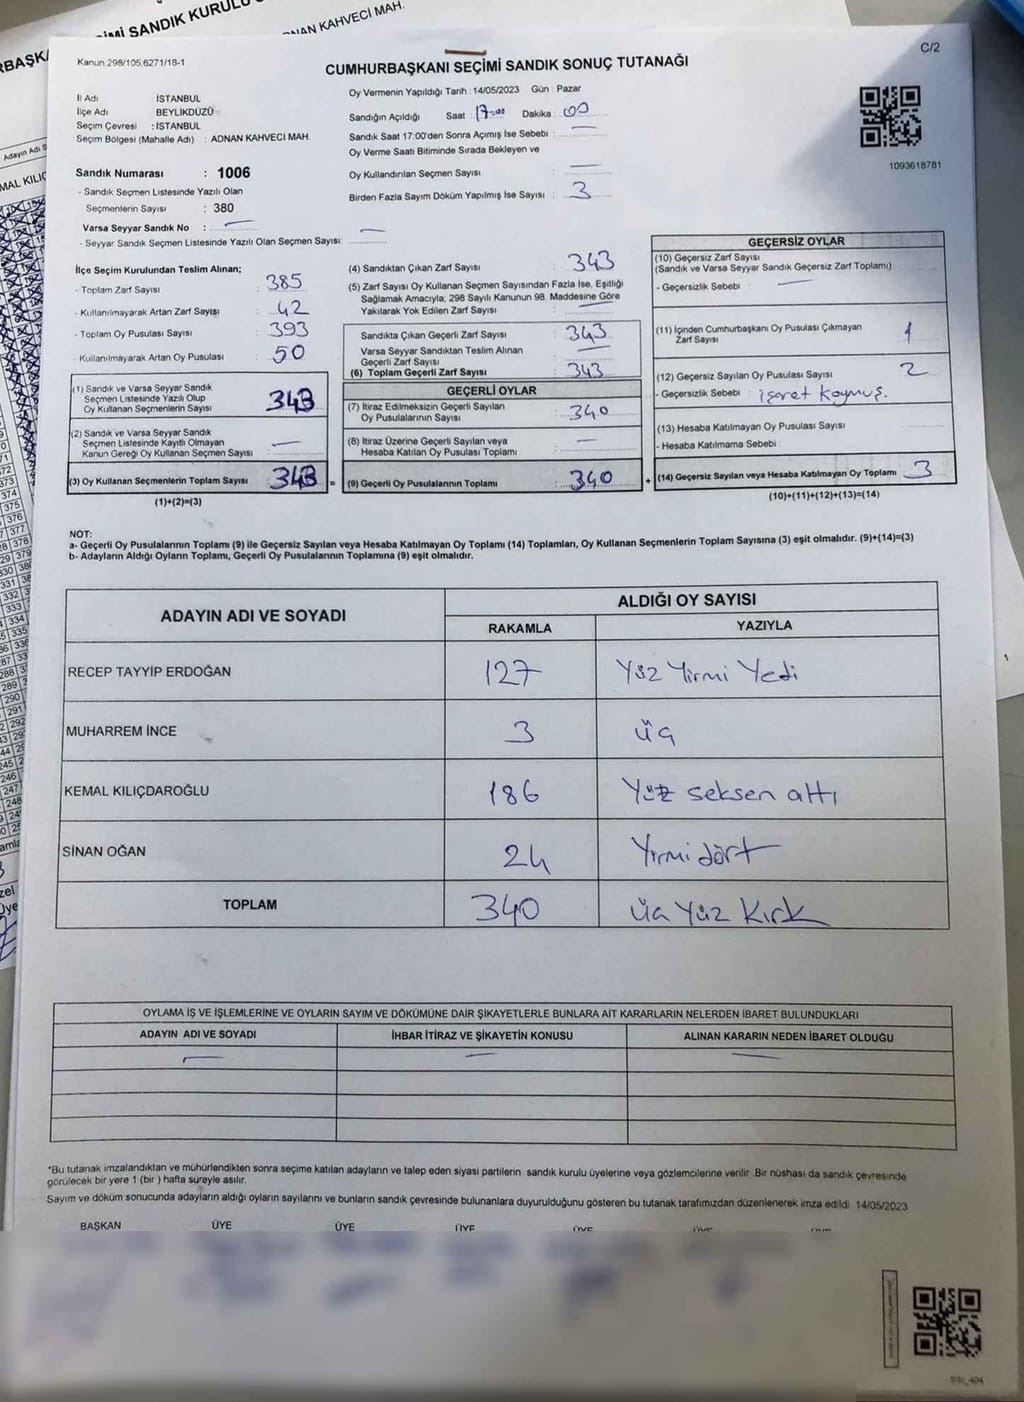 İMİ SANDIK KURULU
NAN KAHVECİ MAH.
C/2
Kanun 298/105;6271/18-1
CUMHURBAŞKANI SEÇİMİ SANDIK SONUÇ TUTANAĞI
İl Adı İSTANBUL
İlçe Adı BEYLİKDÜZÜ
Seçim Çevresi : İSTANBUL
Seçim Bölgesi (Mahalle Adı) : ADNAN KAHVECİ MAH.
Sandık Numarası : 1006
- Sandık Seçmen Listesinde Yazılı Olan
Seçmenlerin Sayısı : 380
Varsa Seyyar Sandık No :
- Seyyar Sandık Seçmen Listesinde Yazılı Olan Seçmen Sayısı:
Oy Vermenin Yapıldığı Tarih : 14/05/2023 Gün : Pazar
Sandığın Açıldığı Saat : 17:00 Dakika : 00
Sandık Saat 17:00'den Sonra Açımış İse Sebebi :
Oy Verme Saati Bitiminde Sırada Bekleyen ve
Oy Kullandırılan Seçmen Sayısı :
Birden Fazla Sayım Döküm Yapılmış İse Sayısı : 3
1093618781
İlçe Seçim Kurulundan Teslim Alınan;
- Toplam Zarf Sayısı : 385
- Kullanılmayarak Artan Zarf Sayısı : 42
- Toplam Oy Pusulası Sayısı : 393
- Kullanılmayarak Artan Oy Pusulası : 50
(1) Sandık ve Varsa Seyyar Sandık
Seçmen Listesinde Yazılı Olup
Oy Kullanan Seçmenlerin Sayısı 343
(2) Sandık ve Varsa Seyyar Sandık
Seçmen Listesinde Kayıtlı Olmayan
Kanun Gereği Oy Kullanan Seçmen Sayısı
(3) Oy Kullanan Seçmenlerin Toplam Sayısı 343
(1)+(2)=(3)
(4) Sandıktan Çıkan Zarf Sayısı : 343
(5) Zarf Sayısı Oy Kullanan Seçmen Sayısından Fazla İse, Eşitliği
Sağlamak Amacıyla; 298 Sayılı Kanunun 98. Maddesine Göre
Yakılarak Yok Edilen Zarf Sayısı :
Sandıkta Çıkan Geçerli Zarf Sayısı : 343
Varsa Seyyar Sandıktan Teslim Alınan
Geçerli Zarf Sayısı
(6) Toplam Geçerli Zarf Sayısı : 343
GEÇERLİ OYLAR
(7) İtiraz Edilmeksizin Geçerli Sayılan
Oy Pusulalarının Sayısı : 340
(8) İtiraz Üzerine Geçerli Sayılan veya
Hesaba Katılan Oy Pusulası Toplamı :
(9) Geçerli Oy Pusulalarının Toplamı : 340
GEÇERSİZ OYLAR
(10) Geçersiz Zarf Sayısı
(Sandık ve Varsa Seyyar Sandık Geçersiz Zarf Toplamı)
- Geçersizlik Sebebi :
(11) İçinden Cumhurbaşkanı Oy Pusulası Çıkmayan
Zarf Sayısı 1
(12) Geçersiz Sayılan Oy Pusulası Sayısı 2
- Geçersizlik Sebebi : işaret koymuş.
(13) Hesaba Katılmayan Oy Pusulası Sayısı
- Hesaba Katılmama Sebebi :
(14) Geçersiz Sayılan veya Hesaba Katılmayan Oy Toplamı 3
(10)+(11)+(12)+(13)=(14)
NOT:
a- Geçerli Oy Pusulalarının Toplamı (9) ile Geçersiz Sayılan veya Hesaba Katılmayan Oy Toplamı (14) Toplamları, Oy Kullanan Seçmenlerin Toplam Sayısına (3) eşit olmalıdır. (9)+(14)=(3)
b- Adayların Aldığı Oyların Toplamı, Geçerli Oy Pusulalarının Toplamına (9) eşit olmalıdır.
ADAYIN ADI VE SOYADI ALDIĞI OY SAYISI
RAKAMLA YAZIYLA
RECEP TAYYİP ERDOĞAN 127 Yüz Yirmi Yedi
MUHARREM İNCE 3 üç
KEMAL KILIÇDAROĞLU 186 Yüz seksen altı
SİNAN OĞAN 24 Yirmi dört
TOPLAM 340 üç Yüz Kırk
OYLAMA İŞ VE İŞLEMLERİNE VE OYLARIN SAYIM VE DÖKÜMÜNE DAİR ŞİKAYETLERLE BUNLARA AİT KARARLARIN NELERDEN İBARET BULUNDUKLARI
ADAYIN ADI VE SOYADI İHBAR İTİRAZ VE ŞİKAYETİN KONUSU ALINAN KARARIN NEDEN İBARET OLDUĞU
*Bu tutanak imzalandıktan ve mühürlendikten sonra seçime katılan adayların ve talep eden siyasi partilerin sandık kurulu üyelerine veya gözlemcilerine verilir. Bir nüshası da sandık çevresinde
görülecek bir yere 1 (bir) hafta süreyle asılır.
Sayım ve döküm sonucunda adayların aldığı oyların sayılarını ve bunların sandık çevresinde bulunanlara duyurulduğunu gösteren bu tutanak tarafımızdan düzenlenerek imza edildi. 14/05/2023
BAŞKAN ÜYE ÜYE ÜYE ÜYE